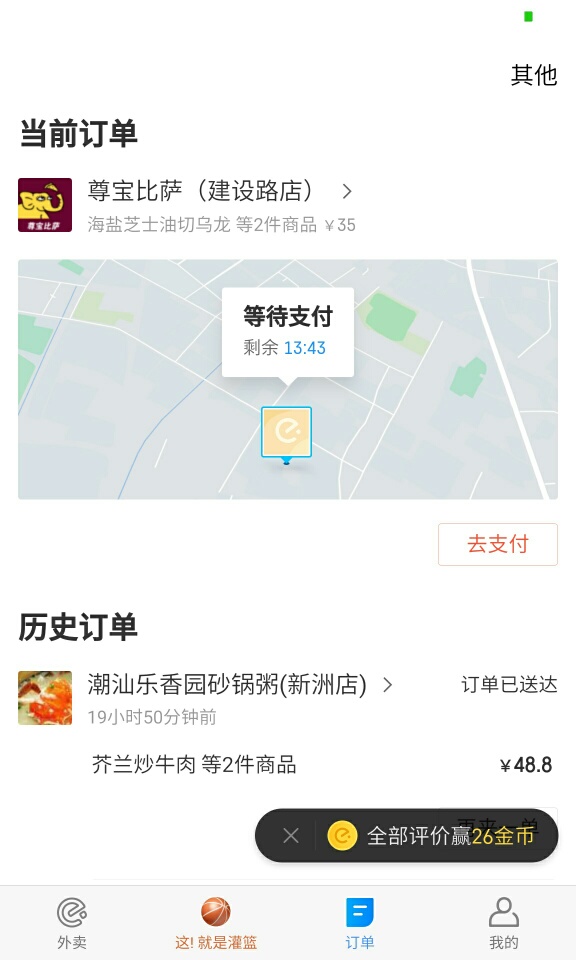 其他
当前订单
尊宝比萨（建设路店）
尊宝比萨
海盐芝士油切乌龙 等2件商品 ¥35
等待支付
剩余 13:43
去支付
历史订单
潮汕乐香园砂锅粥(新洲店)
订单已送达
19小时50分钟前
芥兰炒牛肉 等2件商品
¥48.8
再来一单
全部评价赢26金币
外卖
这! 就是灌篮
订单
我的